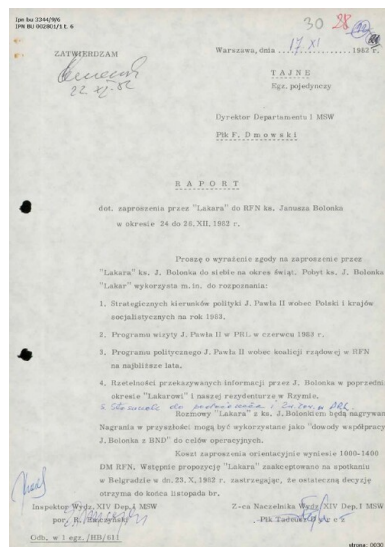 Ipn bu 3244/9/6
IPN BU 002801/1 t. 6
30 28
ZATWIERDZAM
22.XI.82
Warszawa, dnia 17.XI 1982 r.
T A J N E
Egz. pojedynczy
Dyrektor Departamentu I MSW
Płk F. Dmowski
R A P O R T
dot. zaproszenia przez "Lakara" do RFN ks. Janusza Bolonka
w okresie 24 do 26.XII.1982 r.
Proszę o wyrażenie zgody na zaproszenie przez
"Lakara" ks. J. Bolonka do siebie na okres świąt. Pobyt ks. J. Bolonka
"Lakar" wykorzysta m.in. do rozpoznania:
1. Strategicznych kierunków polityki J. Pawła II wobec Polski i krajów
socjalistycznych na rok 1983.
2. Programu wizyty J. Pawła II w PRL w czerwcu 1983 r.
3. Programu politycznego J. Pawła II wobec koalicji rządowej w RFN
na najbliższe lata.
4. Rzetelności przekazywanych informacji przez J. Bolonka w poprzednim
okresie "Lakarowi" i naszej rezydenturze w Rzymie.
5. Stosunek do podziemia i w PRL.
Rozmowy "Lakara" z ks. J. Bolonkiem będą nagrywane
Nagrania w przyszłości mogą być wykorzystane jako "dowody współpracy
J. Bolonka z BND" do celów operacyjnych.
Koszt zaproszenia orientacyjnie wyniesie 1000-1400
DM RFN. Wstępnie propozycję "Lakara" zaakceptowano na spotkaniu
w Belgradzie w dn. 23.X.1982 r. zastrzegając, że ostateczną decyzję
otrzyma do końca listopada br.
Inspektor Wydz. XIV Dep. I MSW
por.
Z-ca Naczelnika Wydz. XIV Dep. I MSW
Płk Tadeusz
Odb. w 1 egz. /HB/611
strona: 0030